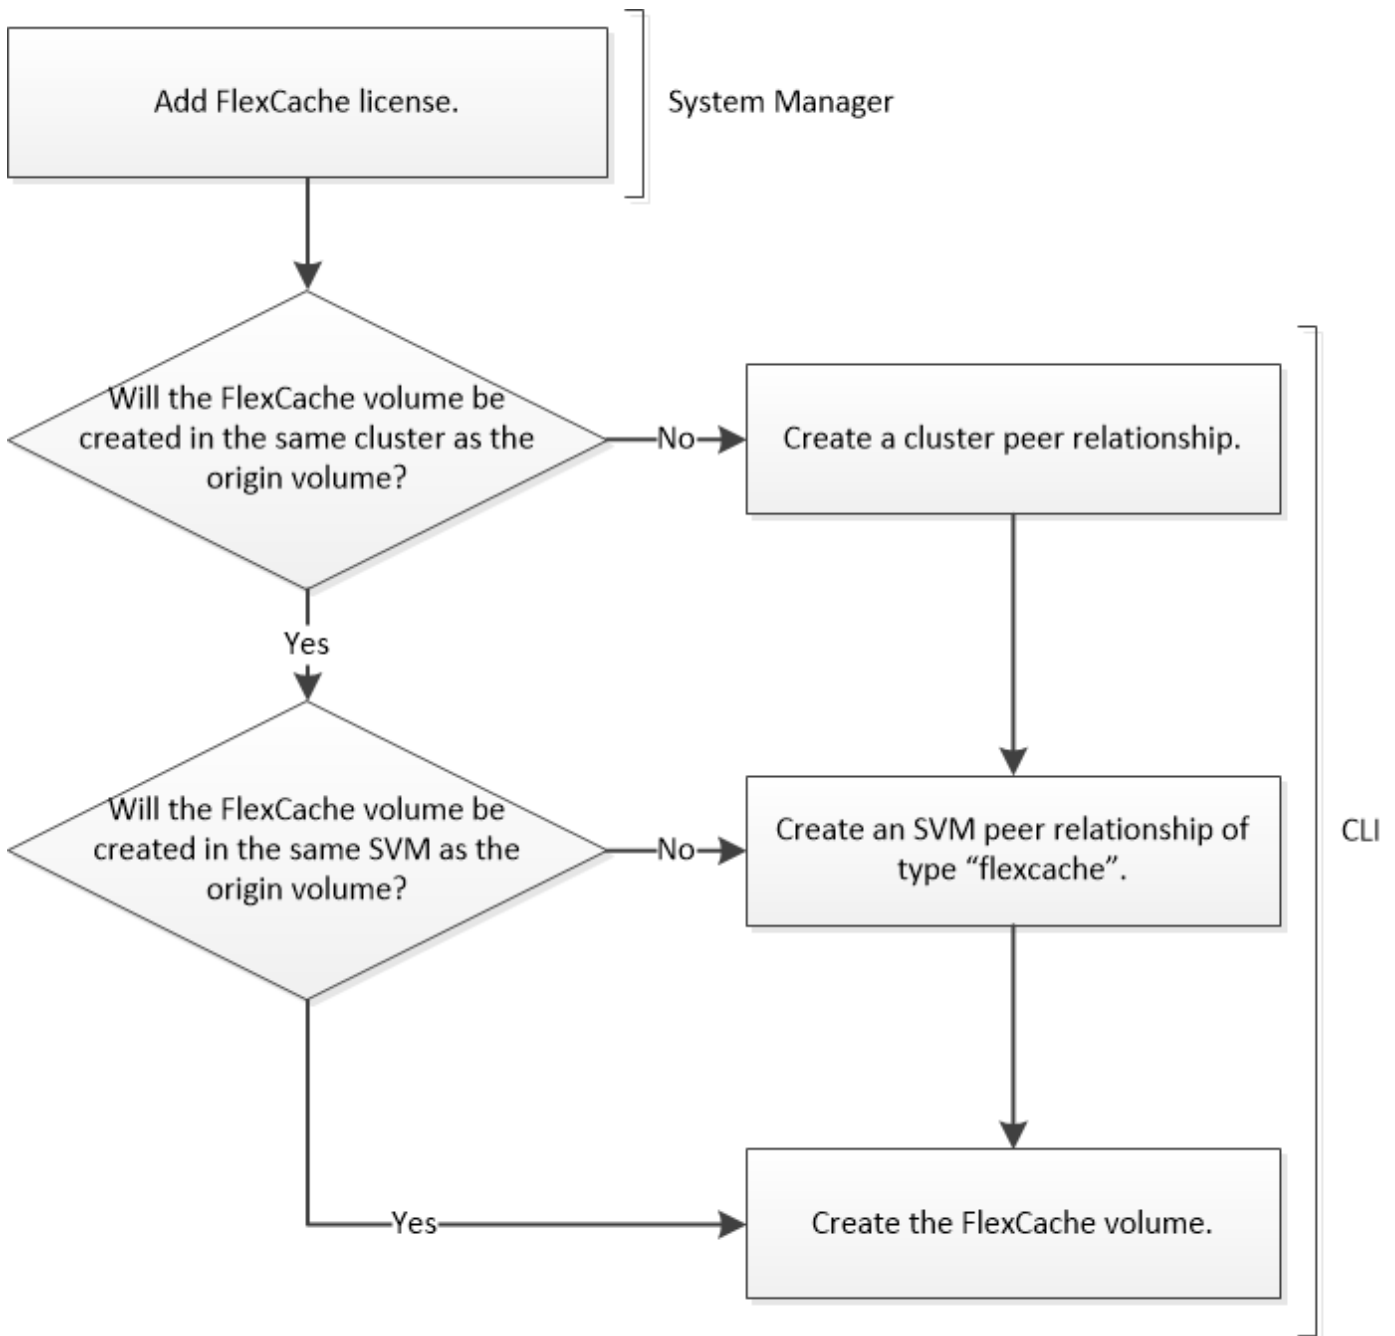 Add FlexCache license.
System Manager
Will the FlexCache volume be
created in the same cluster as the
origin volume?
No
Create a cluster peer relationship.
Yes
Will the FlexCache volume be
created in the same SVM as the
origin volume?
No
Create an SVM peer relationship of
type “flexcache”.
CLI
Yes
Create the FlexCache volume.